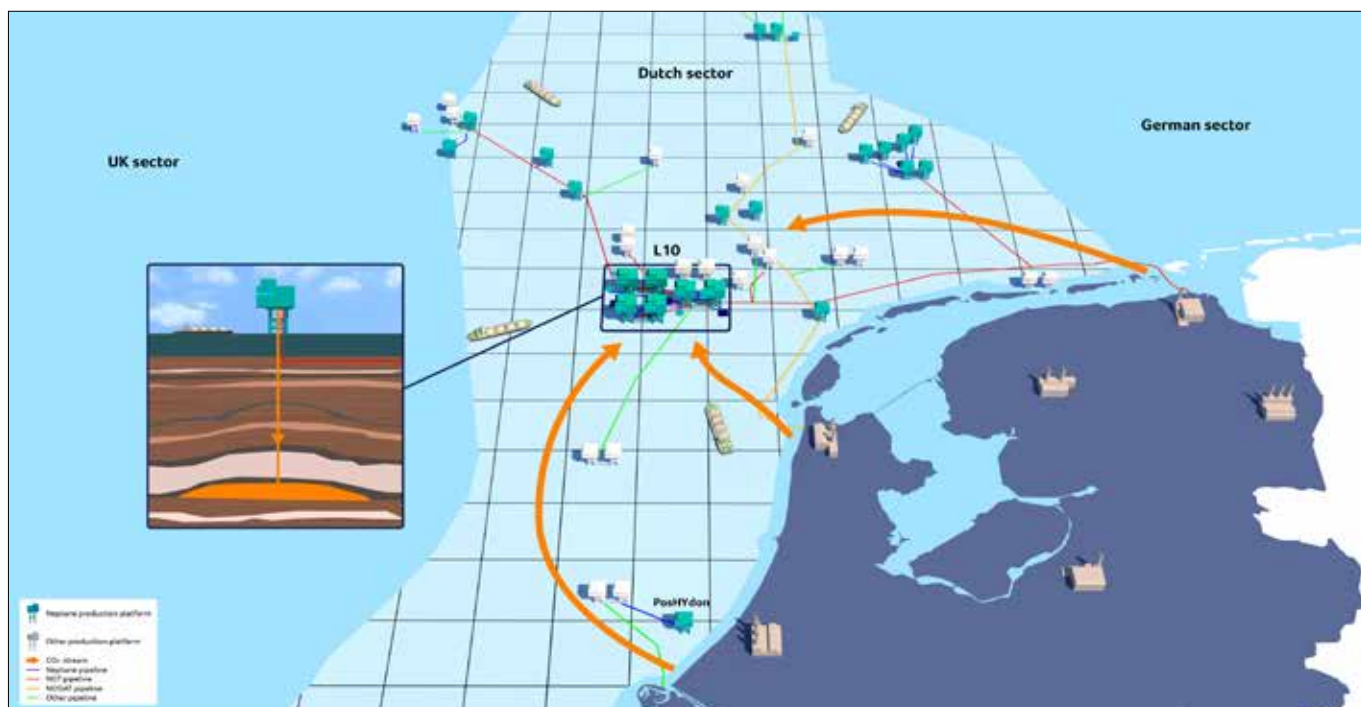 Dutch sector
German sector
UK sector
L10
PosHYdon
Neptune production platform
Other production platform
CO₂ stream
Neptune pipeline
NGT pipeline
NOGAT pipeline
Other pipeline